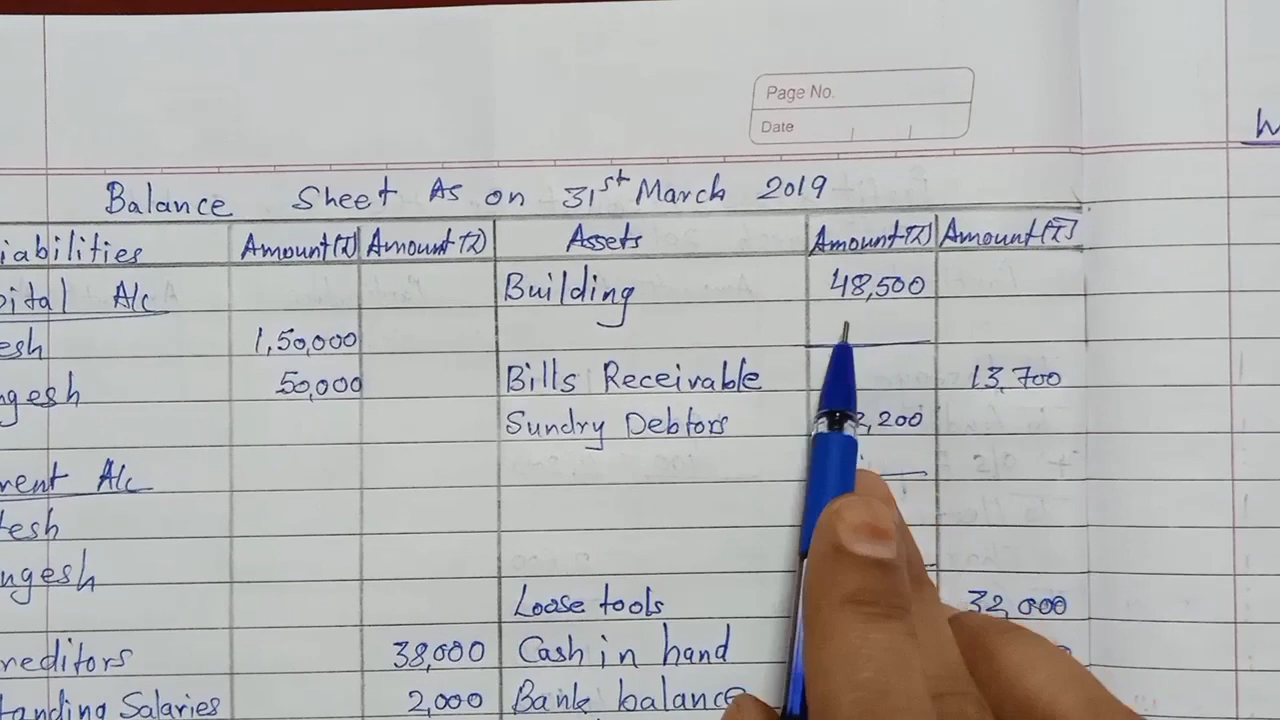 Page No.
Date
Balance Sheet As on 31st March 2019
iabilities Amount(₹) Amount(₹) Assets Amount(₹) Amount(₹)
pital A/c Building 48,500
esh 1,50,000
ngesh 50,000 Bills Receivable 13,700
Sundry Debtors ,200
rent A/c
tesh
ngesh
Loose tools 32,000
reditors 38,000 Cash in hand
tanding Salaries 2,000 Bank balance